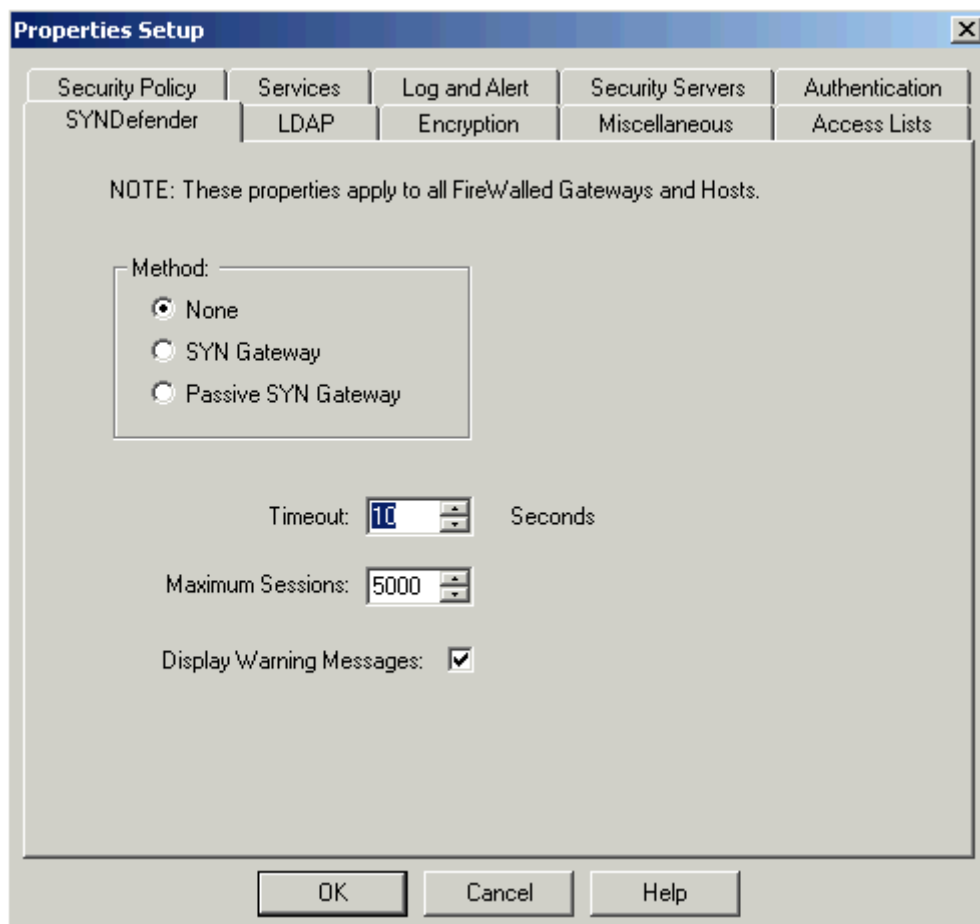 Properties Setup
Security Policy
Services
Log and Alert
Security Servers
Authentication
SYNDefender
LDAP
Encryption
Miscellaneous
Access Lists
NOTE: These properties apply to all FireWalled Gateways and Hosts.
Method:
None
SYN Gateway
Passive SYN Gateway
Timeout: 10 Seconds
Maximum Sessions: 5000
Display Warning Messages:
OK
Cancel
Help